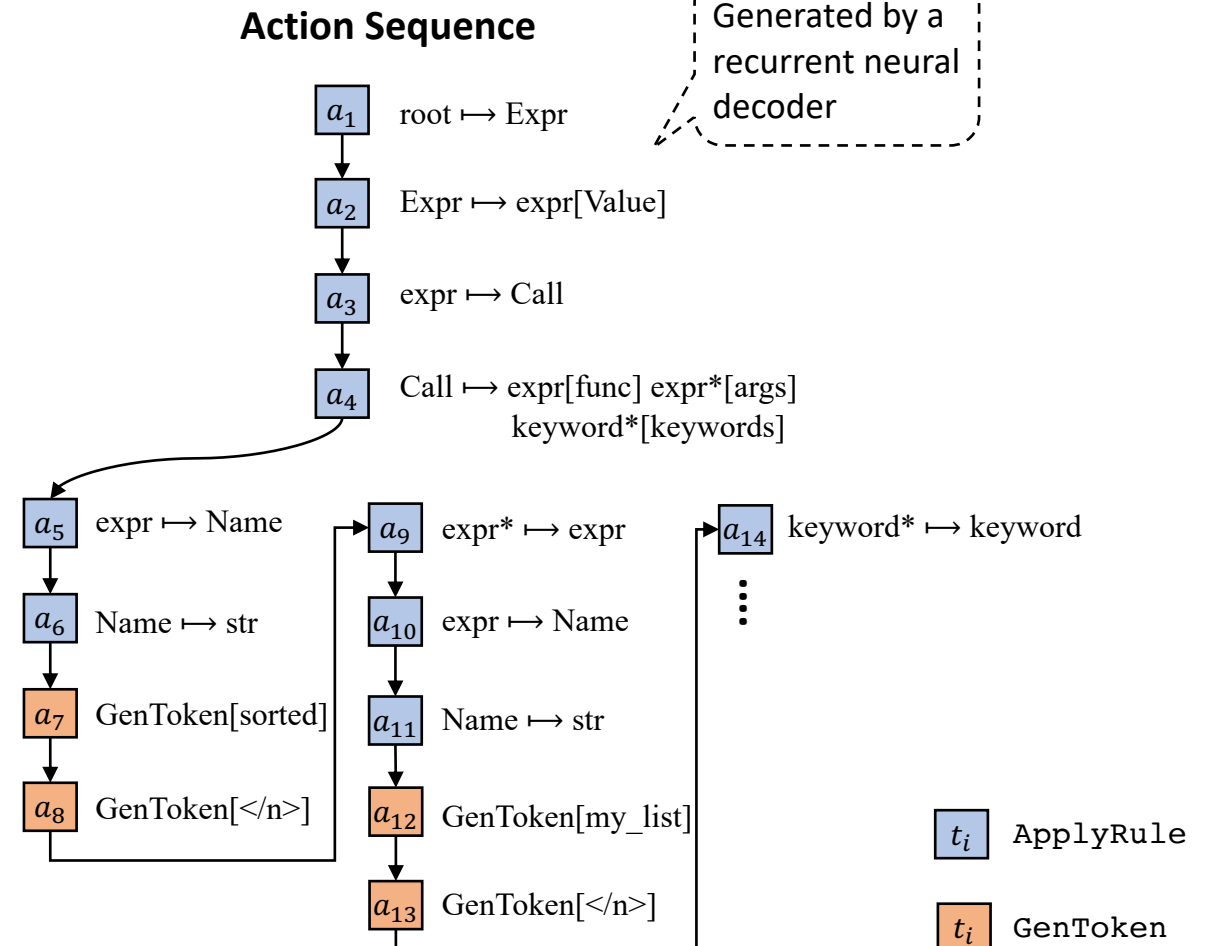 Action Sequence
Generated by a
recurrent neural
decoder
a₁ root ⟼ Expr
a₂ Expr ⟼ expr[Value]
a₃ expr ⟼ Call
a₄ Call ⟼ expr[func] expr*[args]
keyword*[keywords]
a₅ expr ⟼ Name
a₆ Name ⟼ str
a₇ GenToken[sorted]
a₈ GenToken[</n>]
a₉ expr* ⟼ expr
a₁₀ expr ⟼ Name
a₁₁ Name ⟼ str
a₁₂ GenToken[my_list]
a₁₃ GenToken[</n>]
a₁₄ keyword* ⟼ keyword
tᵢ ApplyRule
tᵢ GenToken